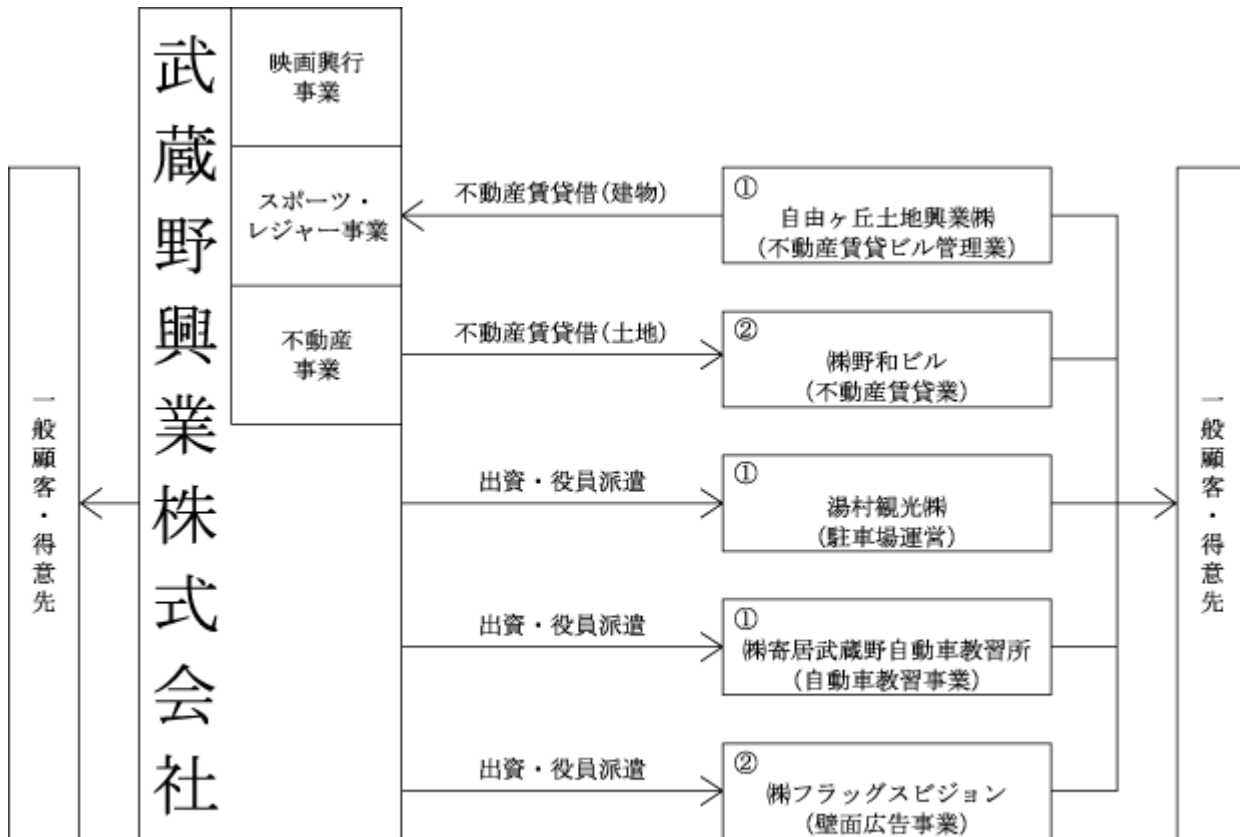 一般顧客・得意先
武蔵野興業株式会社
映画興行
事業
スポーツ・
レジャー事業
不動産
事業
不動産賃貸借(建物)
①
自由ヶ丘土地興業㈱
(不動産賃貸ビル管理業)
不動産賃貸借(土地)
②
㈱野和ビル
(不動産賃貸業)
出資・役員派遣
①
湯村観光㈱
(駐車場運営)
出資・役員派遣
①
㈱寄居武蔵野自動車教習所
(自動車教習事業)
出資・役員派遣
②
㈱フラッグスビジョン
(壁面広告事業)
一般顧客・得意先